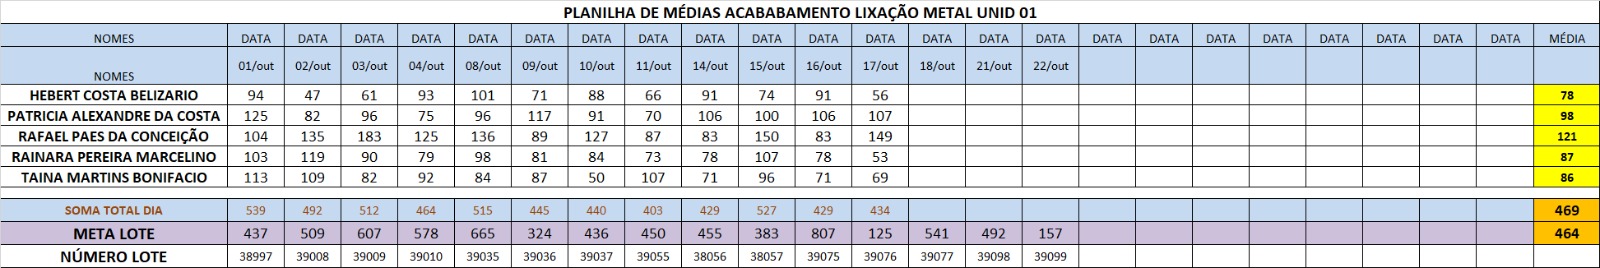 PLANILHA DE MÉDIAS ACABABAMENTO LIXAÇÃO METAL UNID 01
NOMES DATA DATA DATA DATA DATA DATA DATA DATA DATA DATA DATA DATA DATA DATA DATA DATA DATA DATA DATA DATA DATA DATA DATA MÉDIA
NOMES 01/out 02/out 03/out 04/out 08/out 09/out 10/out 11/out 14/out 15/out 16/out 17/out 18/out 21/out 22/out
HEBERT COSTA BELIZARIO 94 47 61 93 101 71 88 66 91 74 91 56 78
PATRICIA ALEXANDRE DA COSTA 125 82 96 75 96 117 91 70 106 100 106 107 98
RAFAEL PAES DA CONCEIÇÃO 104 135 183 125 136 89 127 87 83 150 83 149 121
RAINARA PEREIRA MARCELINO 103 119 90 79 98 81 84 73 78 107 78 53 87
TAINA MARTINS BONIFACIO 113 109 82 92 84 87 50 107 71 96 71 69 86
SOMA TOTAL DIA 539 492 512 464 515 445 440 403 429 527 429 434 469
META LOTE 437 509 607 578 665 324 436 450 455 383 807 125 541 492 157 464
NÚMERO LOTE 38997 39008 39009 39010 39035 39036 39037 39055 38056 38057 39075 39076 39077 39098 39099